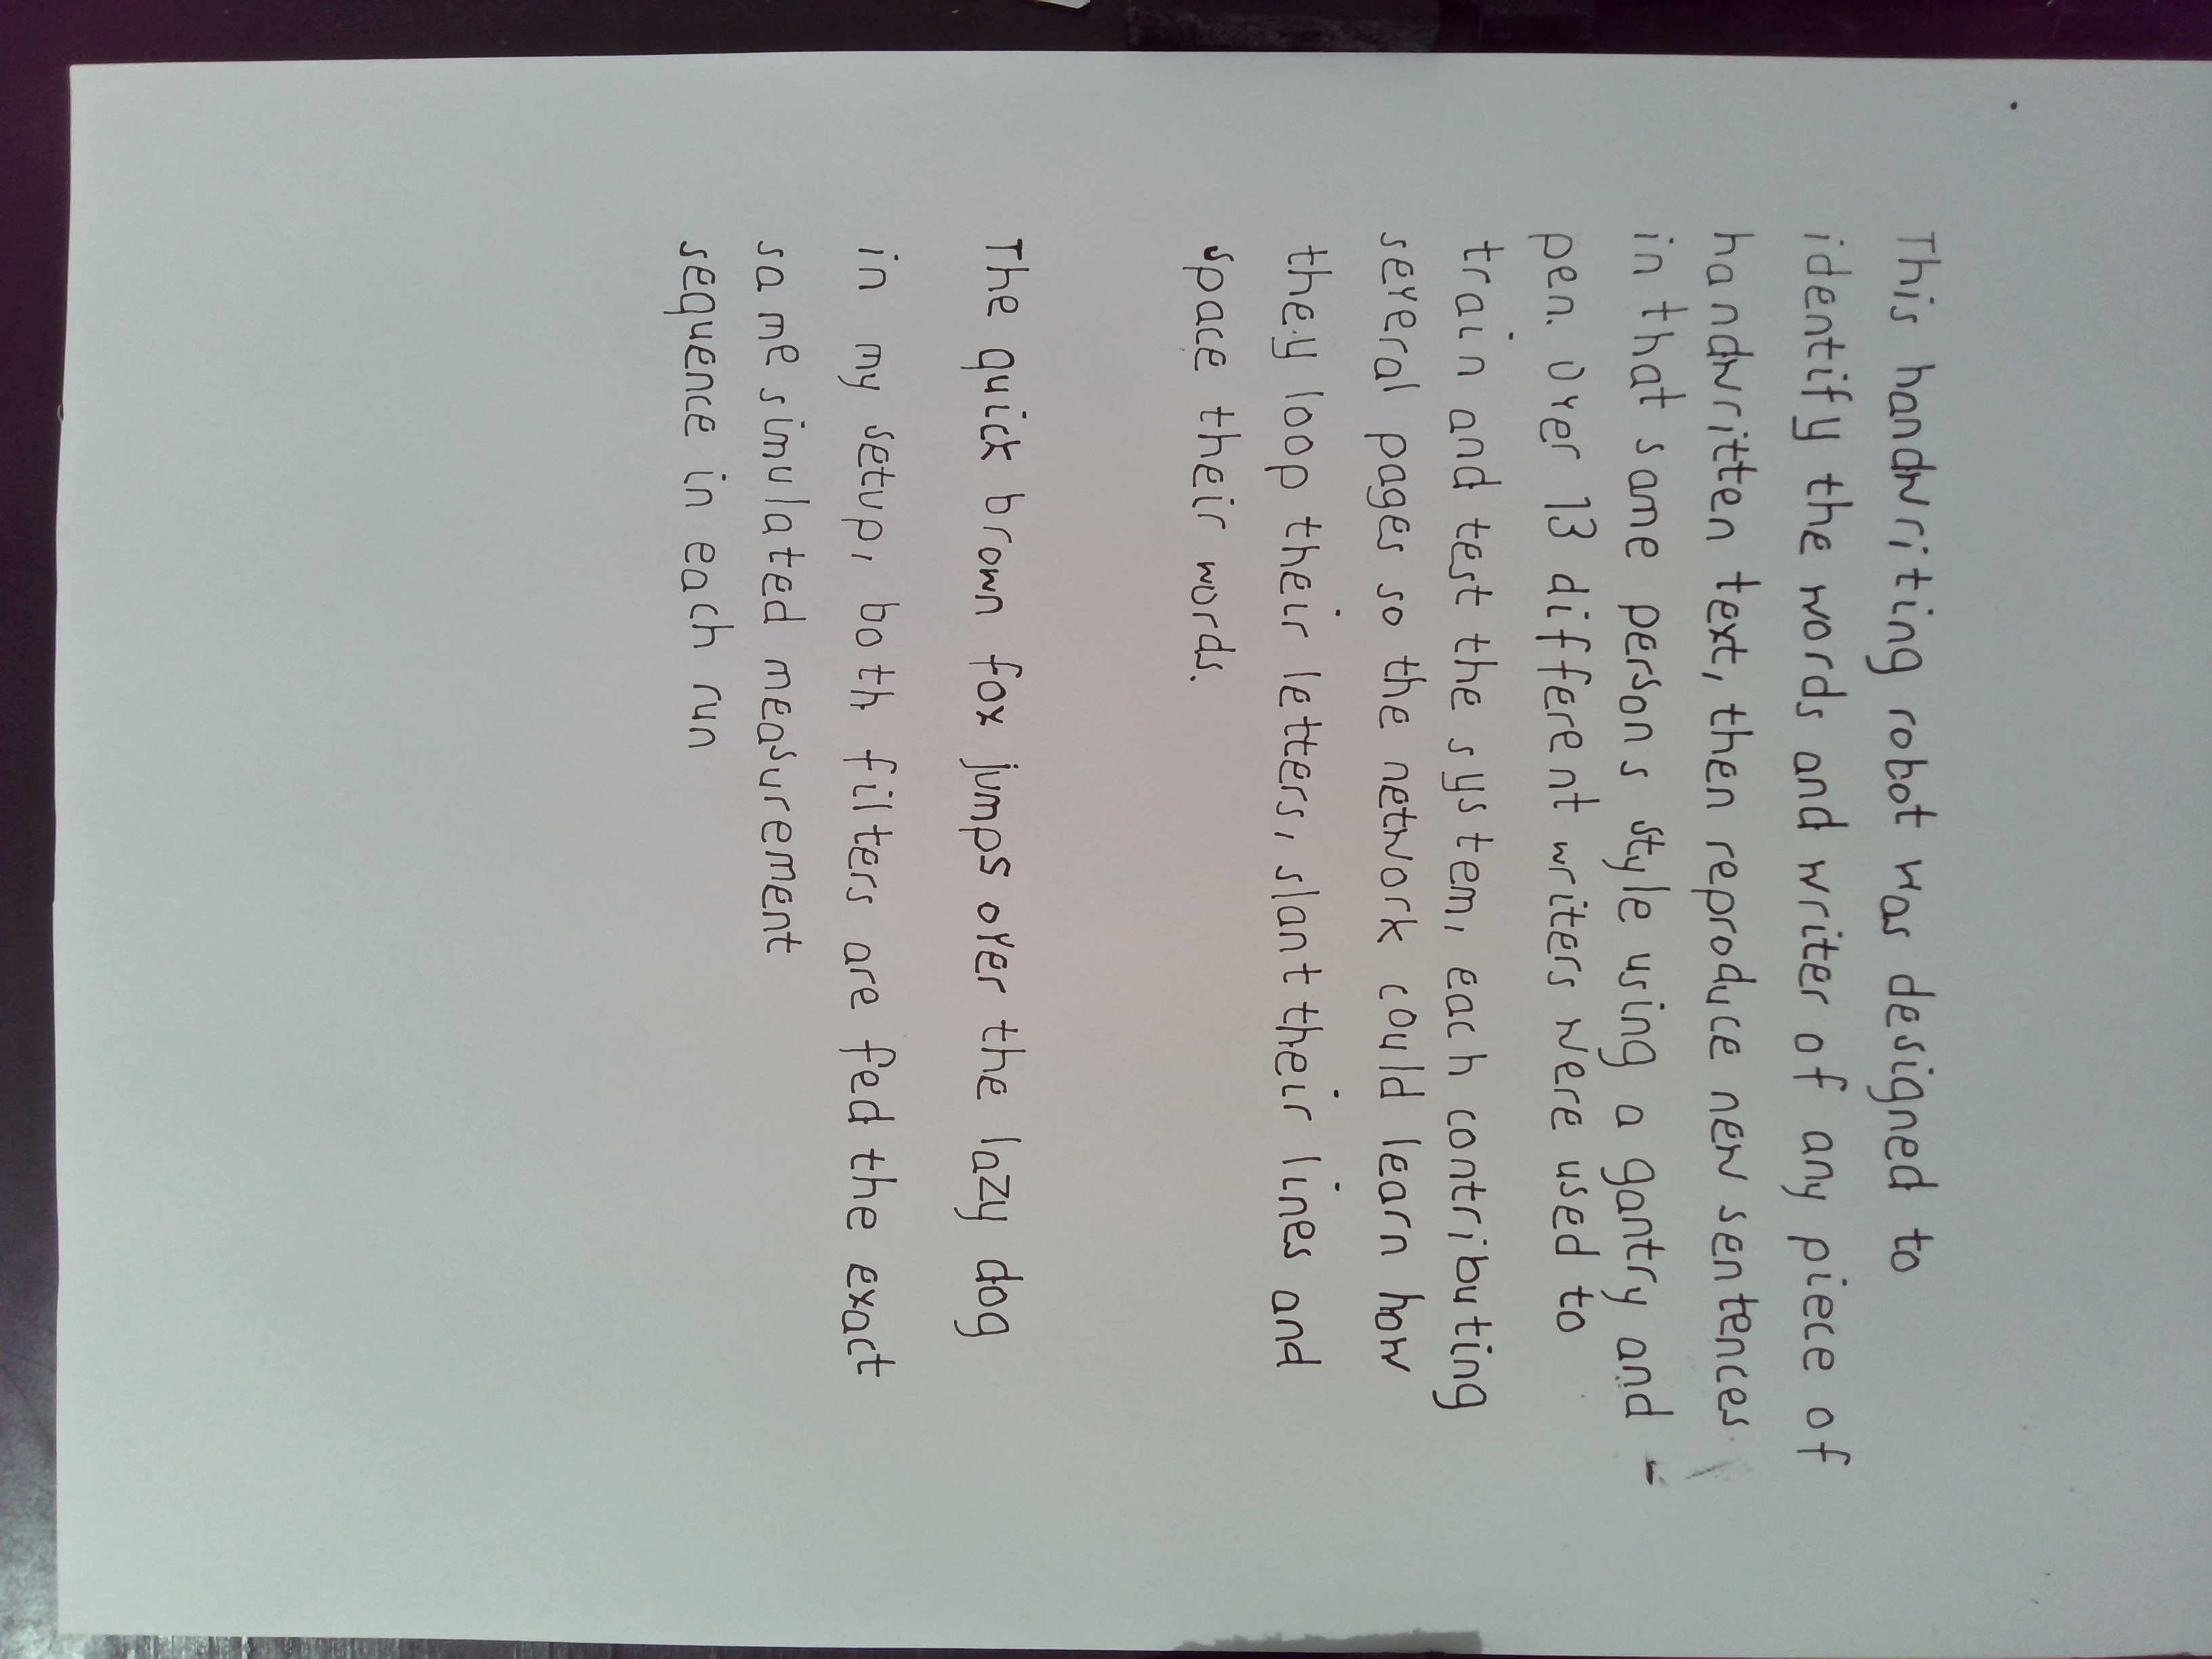 This handwriting robot was designed to
identify the words and writer of any piece of
handwritten text, then reproduce new sentences
in that same persons style using a gantry and
pen. Over 13 different writers were used to
train and test the system, each contributing
several pages so the network could learn how
they loop their letters, slant their lines and
space their words.
The quick brown fox jumps over the lazy dog
in my setup, both filters are fed the exact
same simulated measurement
sequence in each run